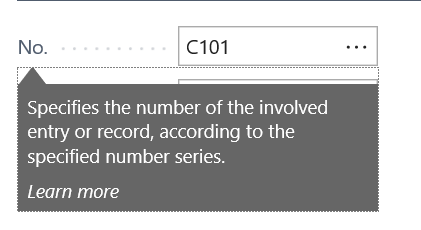 No. C101 ...
Specifies the number of the involved
entry or record, according to the
specified number series.
Learn more